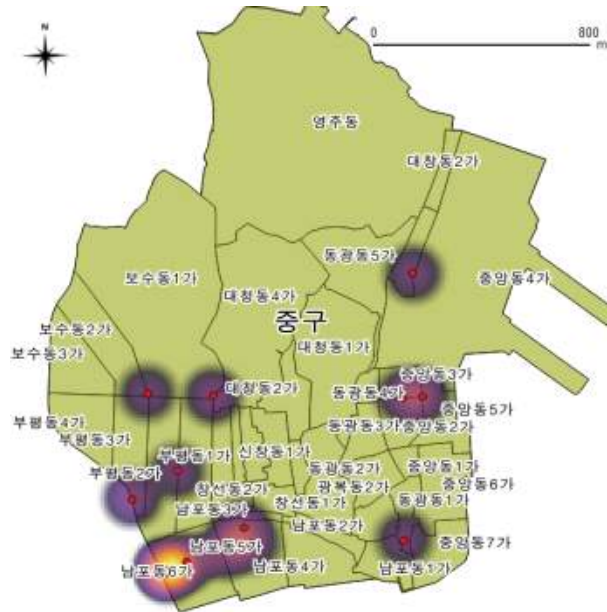 N
0 800
m
영주동
대창동2가
동광동5가
중앙동4가
보수동1가
대청동4가
중구
보수동2가
대청동1가
보수동3가
중앙동3가
대청동2가
동광동4가
중앙동5가
부평동4가
동광동3가 중앙동2가
부평동3가
부평동1가 신창동1가
부평동2가
동광동2가
중앙동1가
창선동2가
광복동2가
중앙동6가
남포동3가
창선동1가
동광동1가
남포동2가
남포동5가
중앙동7가
남포동6가
남포동4가
남포동1가